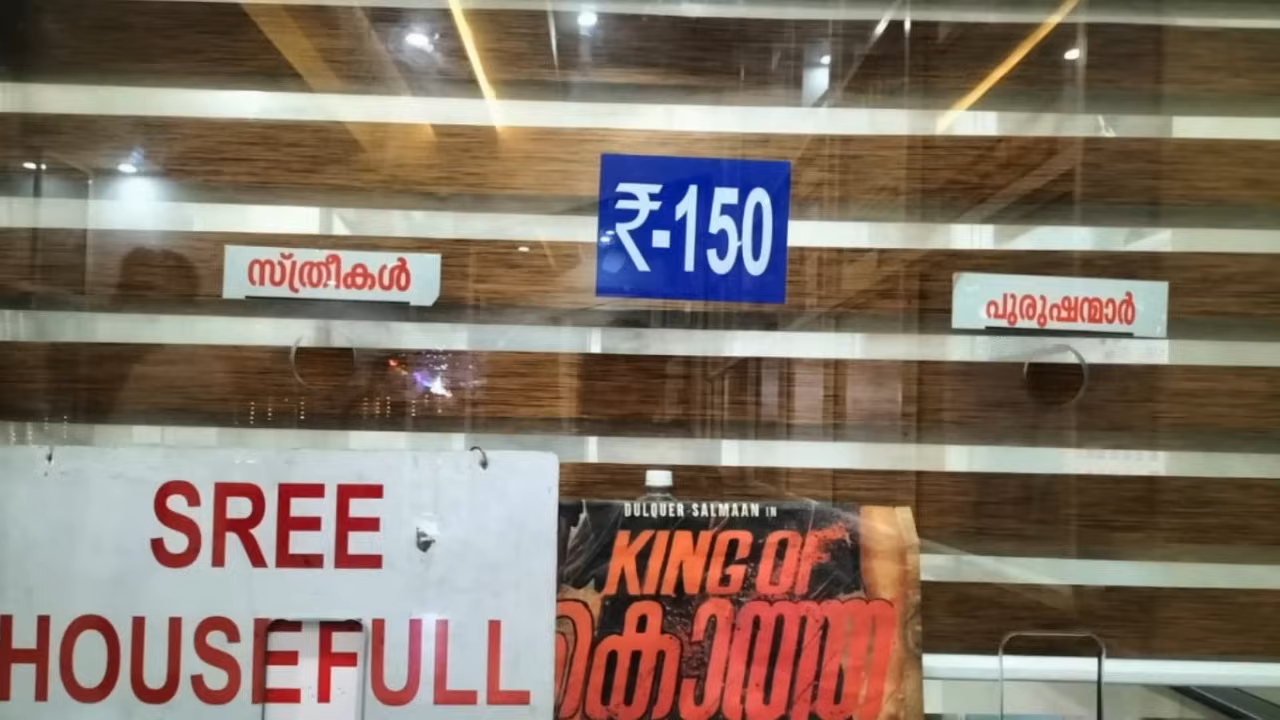 ₹.150
സ്ത്രീകൾ
പുരുഷന്മാർ
SREE
HOUSEFULL
DULQUER SALMAAN IN
KING OF
കൊത്ത